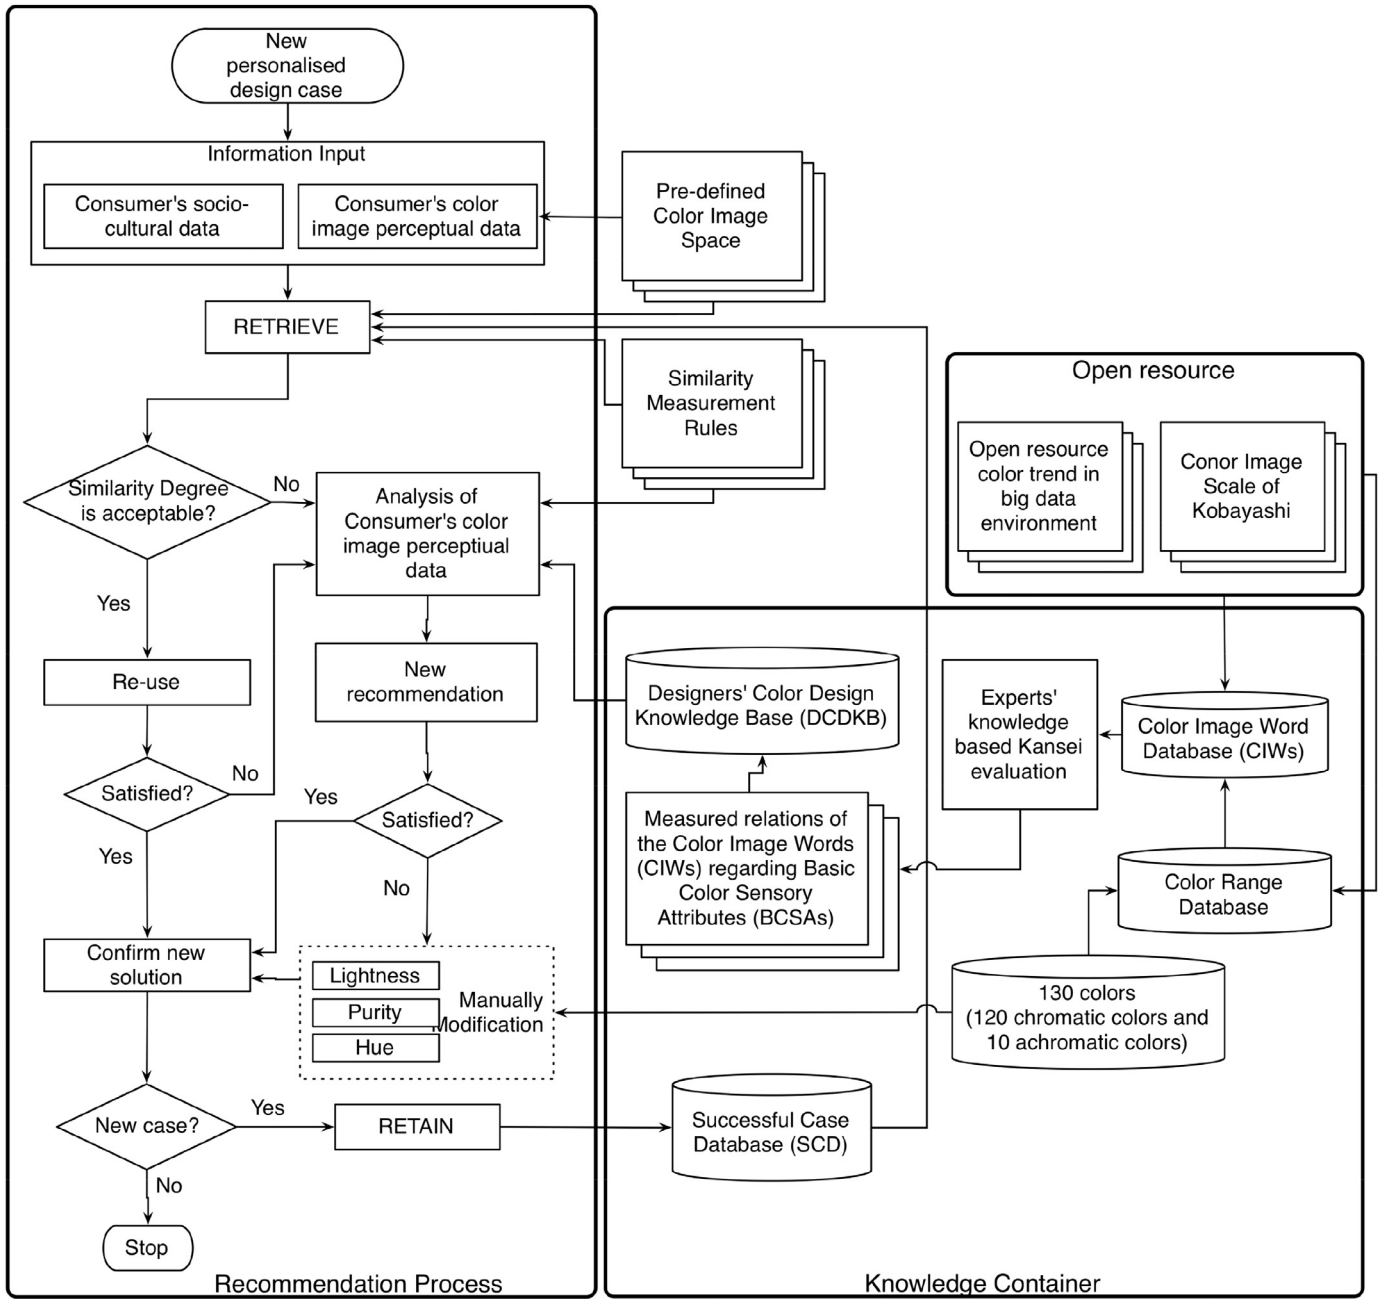 New
personalised
design case
Information Input
Consumer's socio-
cultural data
Consumer's color
image perceptual data
Pre-defined
Color Image
Space
RETRIEVE
Similarity
Measurement
Rules
Open resource
Open resource
color trend in
big data
environment
Conor Image
Scale of
Kobayashi
Similarity Degree
is acceptable?
No
Analysis of
Consumer's color
image perceptiual
data
Yes
Re-use
New
recommendation
Designers' Color Design
Knowledge Base (DCDKB)
Experts'
knowledge
based Kansei
evaluation
Color Image Word
Database (CIWs)
Satisfied?
No
Yes
Yes
Satisfied?
No
Measured relations of
the Color Image Words
(CIWs) regarding Basic
Color Sensory
Attributes (BCSAs)
Color Range
Database
Confirm new
solution
Lightness
Purity
Hue
Manually
Modification
130 colors
(120 chromatic colors and
10 achromatic colors)
New case?
Yes
RETAIN
Successful Case
Database (SCD)
No
Stop
Recommendation Process
Knowledge Container